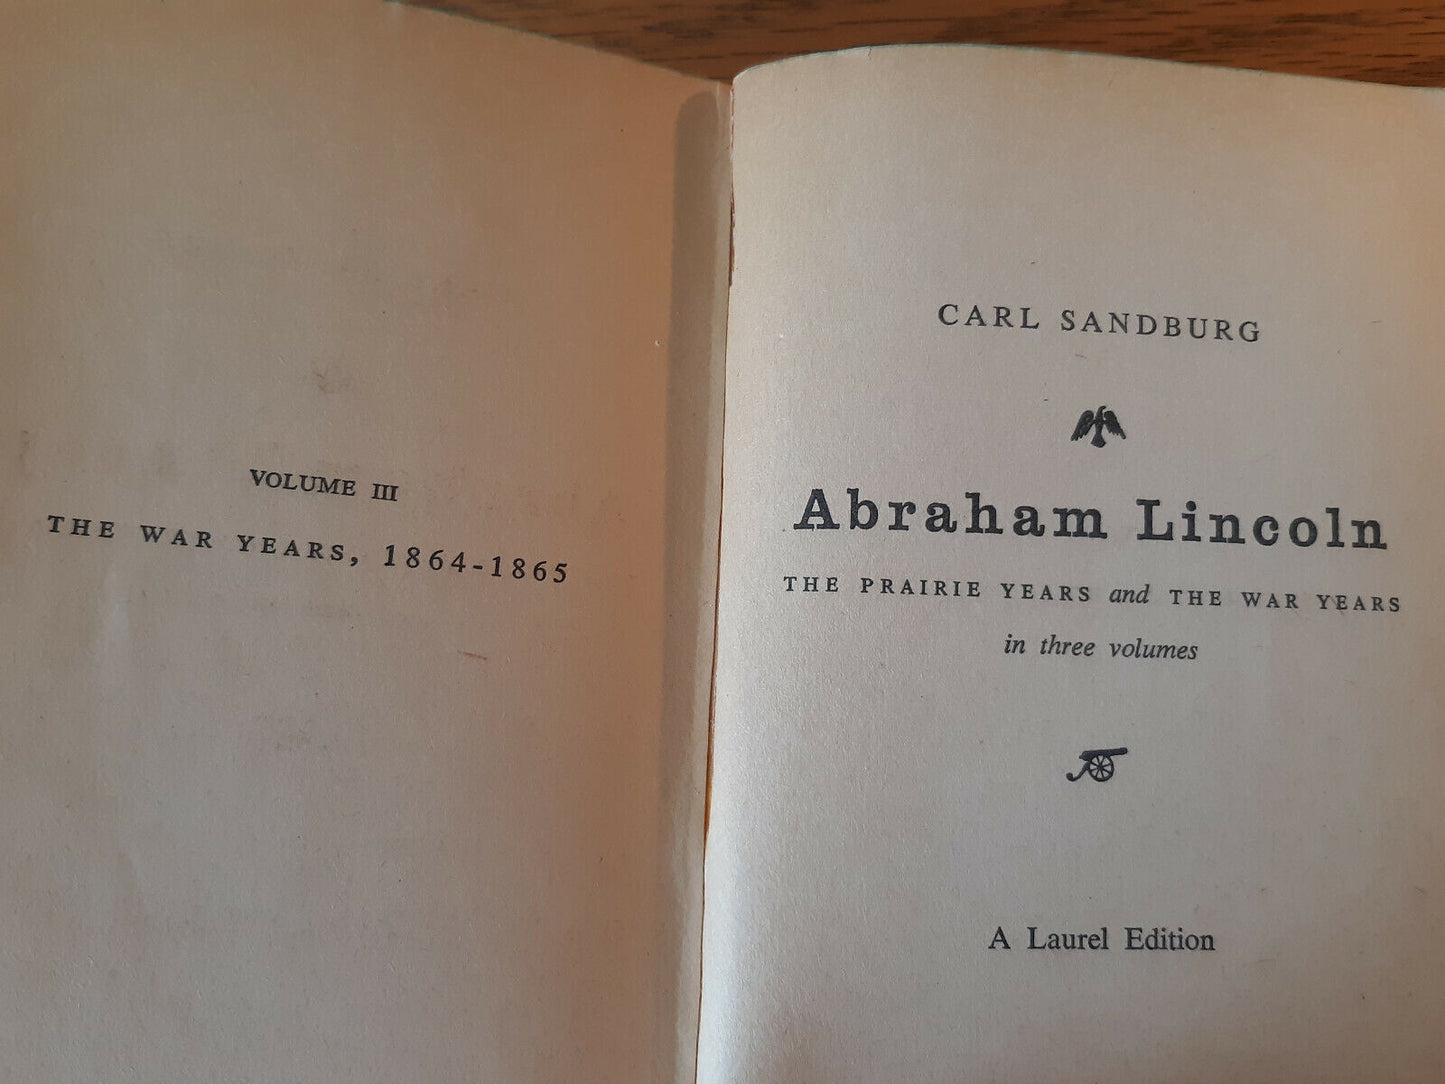 VOLUME III
THE WAR YEARS, 1864-1865
CARL SANDBURG
Abraham Lincoln
THE PRAIRIE YEARS and THE WAR YEARS
in three volumes
A Laurel Edition